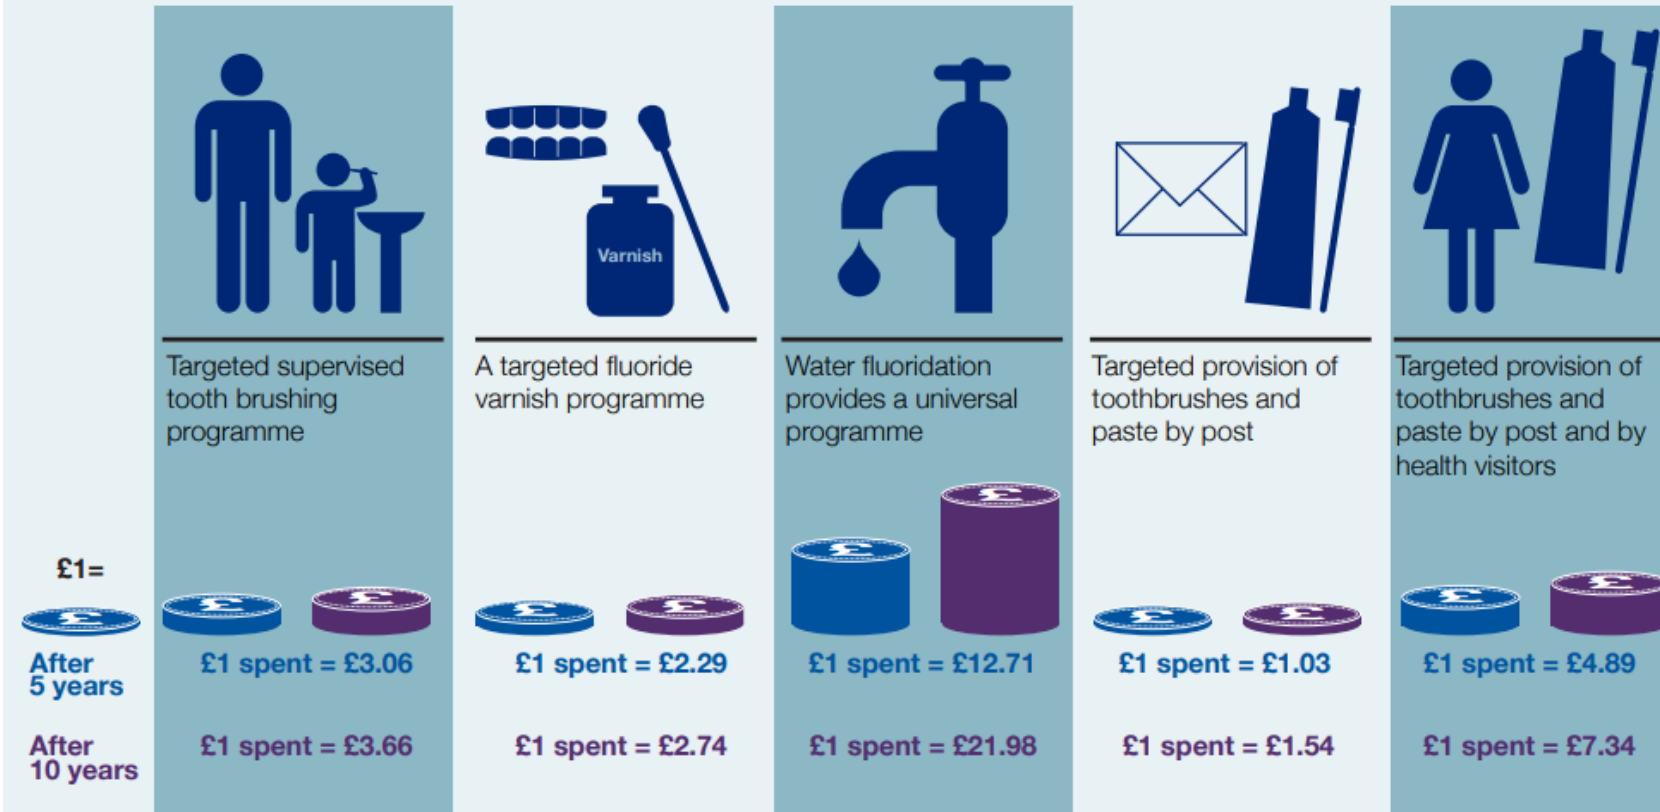 Varnish
Targeted supervised
tooth brushing
programme
A targeted fluoride
varnish programme
Water fluoridation
provides a universal
programme
Targeted provision of
toothbrushes and
paste by post
Targeted provision of
toothbrushes and
paste by post and by
health visitors
£1=
£
£
£
£
£
£
£
£
£
£
£
After
5 years
£1 spent = £3.06
£1 spent = £2.29
£1 spent = £12.71
£1 spent = £1.03
£1 spent = £4.89
After
10 years
£1 spent = £3.66
£1 spent = £2.74
£1 spent = £21.98
£1 spent = £1.54
£1 spent = £7.34